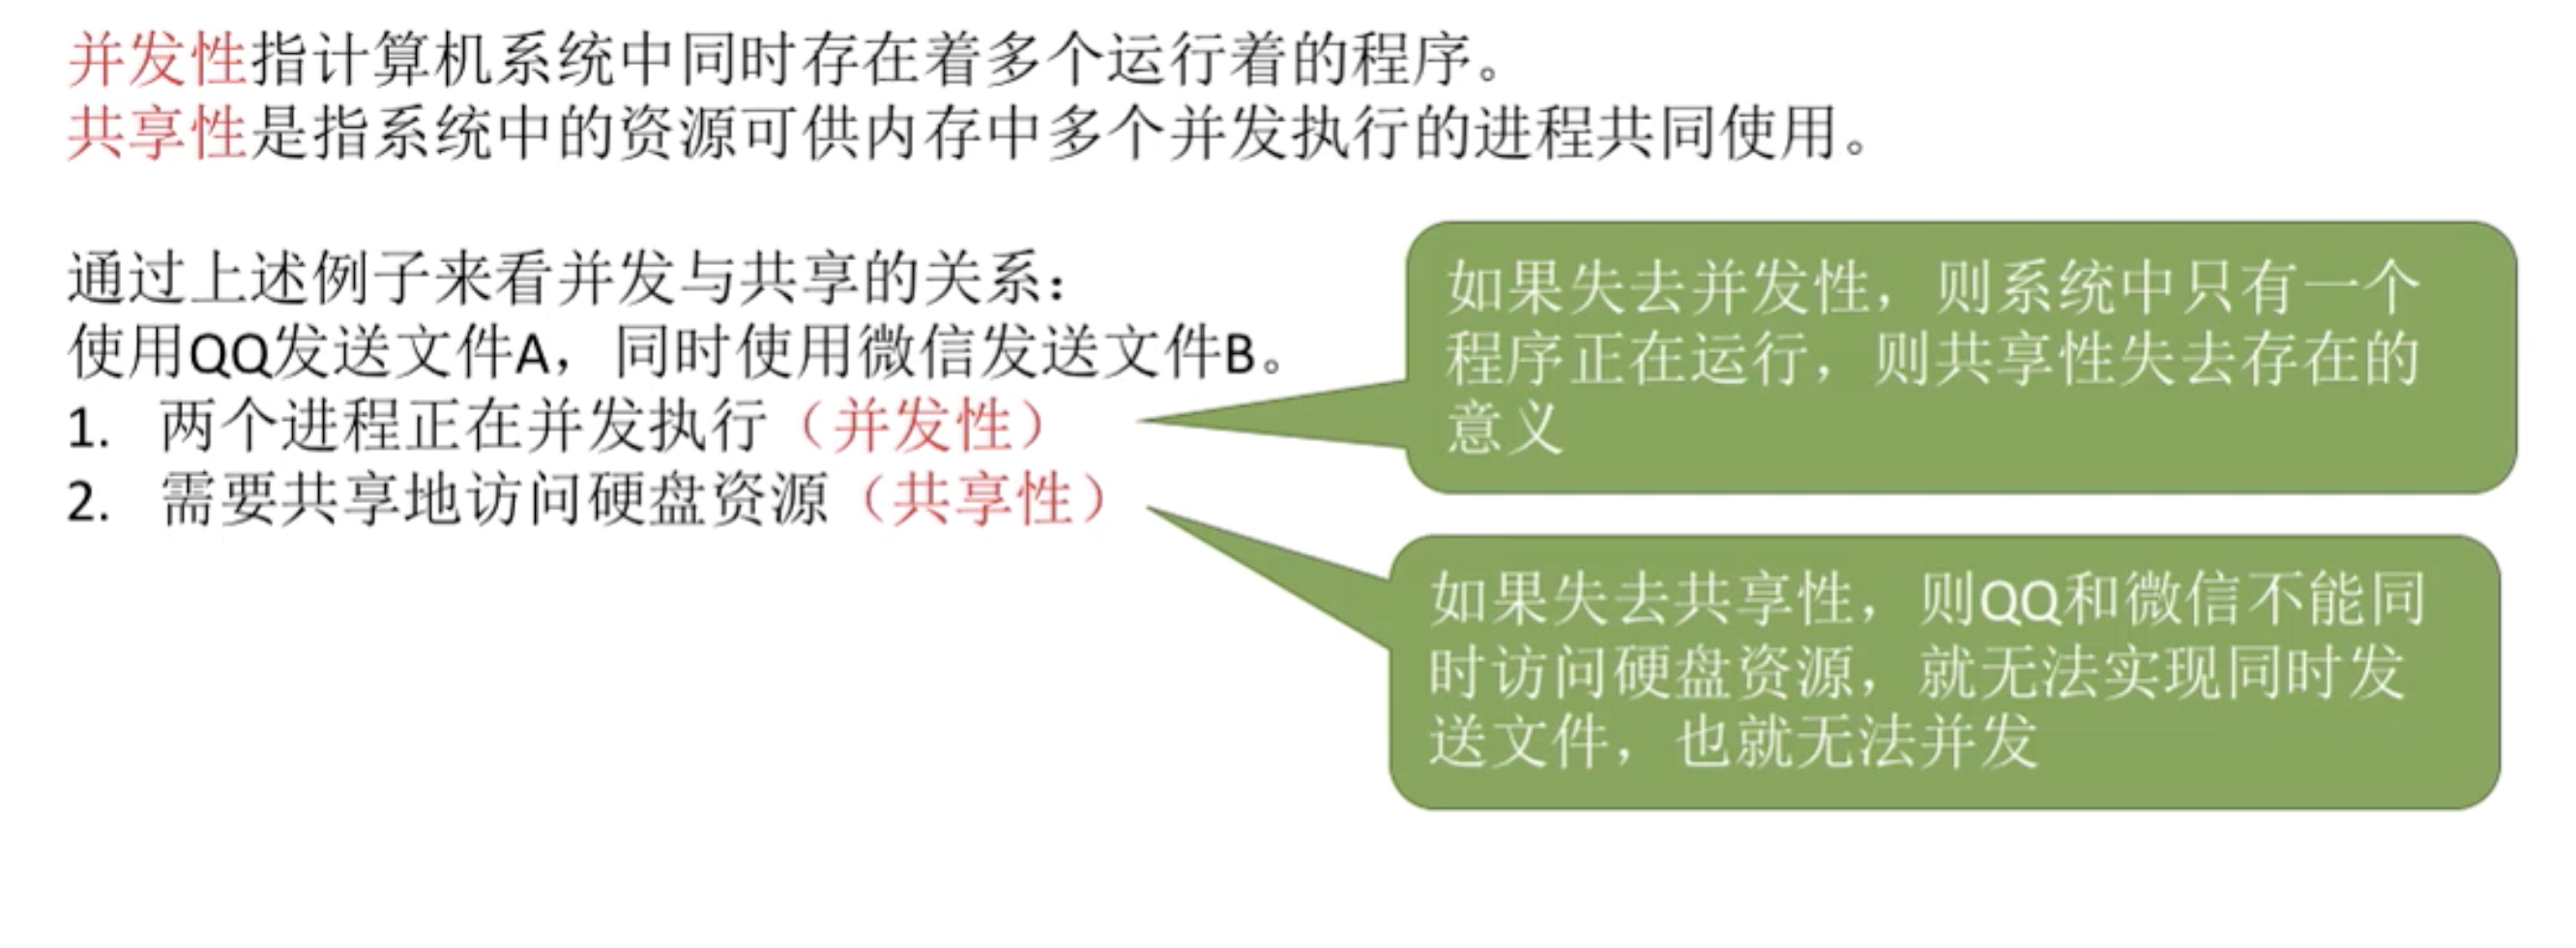 并发性指计算机系统中同时存在着多个运行着的程序。
共享性是指系统中的资源可供内存中多个并发执行的进程共同使用。
通过上述例子来看并发与共享的关系：
使用QQ发送文件A，同时使用微信发送文件B。
1. 两个进程正在并发执行（并发性）
2. 需要共享地访问硬盘资源（共享性）
如果失去并发性，则系统中只有一个
程序正在运行，则共享性失去存在的
意义
如果失去共享性，则QQ和微信不能同
时访问硬盘资源，就无法实现同时发
送文件，也就无法并发